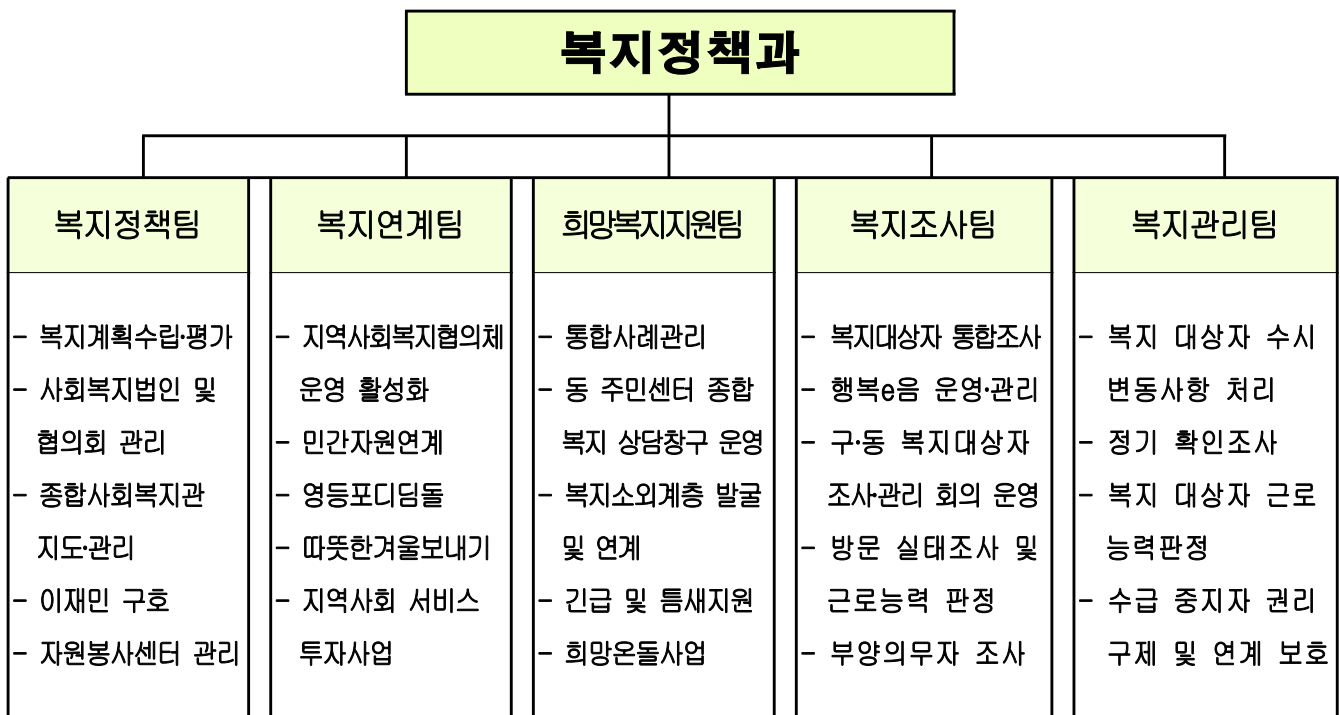 복지정책과
복지정책팀
- 복지계획수립·평가
- 사회복지법인 및
협의회 관리
- 종합사회복지관
지도·관리
- 이재민 구호
- 자원봉사센터 관리
복지연계팀
- 지역사회복지협의체
운영 활성화
- 민간자원연계
- 영등포디딤돌
- 따뜻한겨울보내기
- 지역사회 서비스
투자사업
희망복지지원팀
- 통합사례관리
- 동 주민센터 종합
복지 상담창구 운영
- 복지소외계층 발굴
및 연계
- 긴급 및 틈새지원
- 희망온돌사업
복지조사팀
- 복지대상자 통합조사
- 행복e음 운영·관리
- 구·동 복지대상자
조사·관리 회의 운영
- 방문 실태조사 및
근로능력 판정
- 부양의무자 조사
복지관리팀
- 복지 대상자 수시
변동사항 처리
- 정기 확인조사
- 복지 대상자 근로
능력판정
- 수급 중지자 권리
구제 및 연계 보호